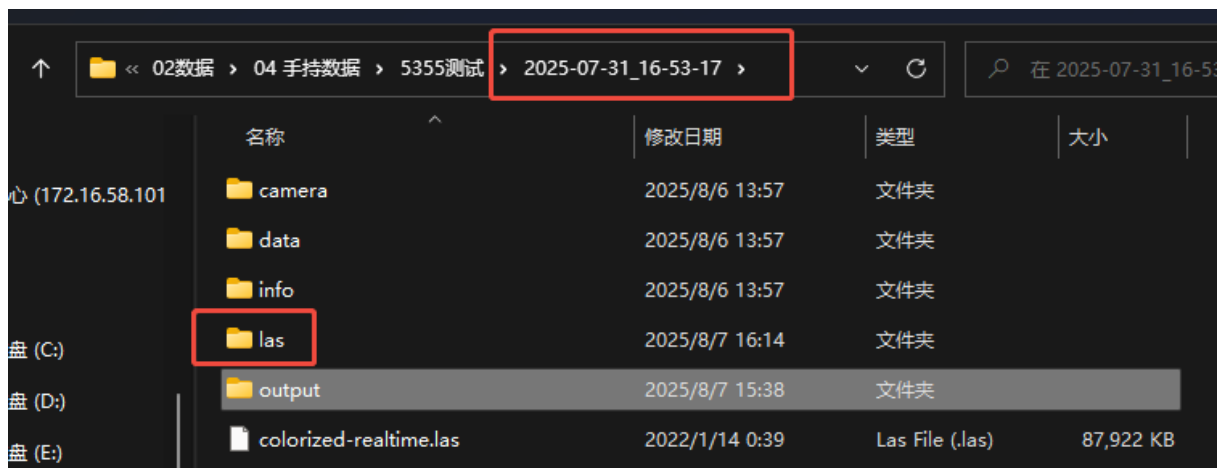 « 02数据 › 04 手持数据 › 5355测试 › 2025-07-31_16-53-17 ›
在 2025-07-31_16-53
名称 修改日期 类型 大小
心 (172.16.58.101
camera 2025/8/6 13:57 文件夹
data 2025/8/6 13:57 文件夹
info 2025/8/6 13:57 文件夹
盘 (C:)
las 2025/8/7 16:14 文件夹
盘 (D:)
output 2025/8/7 15:38 文件夹
盘 (E:)
colorized-realtime.las 2022/1/14 0:39 Las File (.las) 87,922 KB